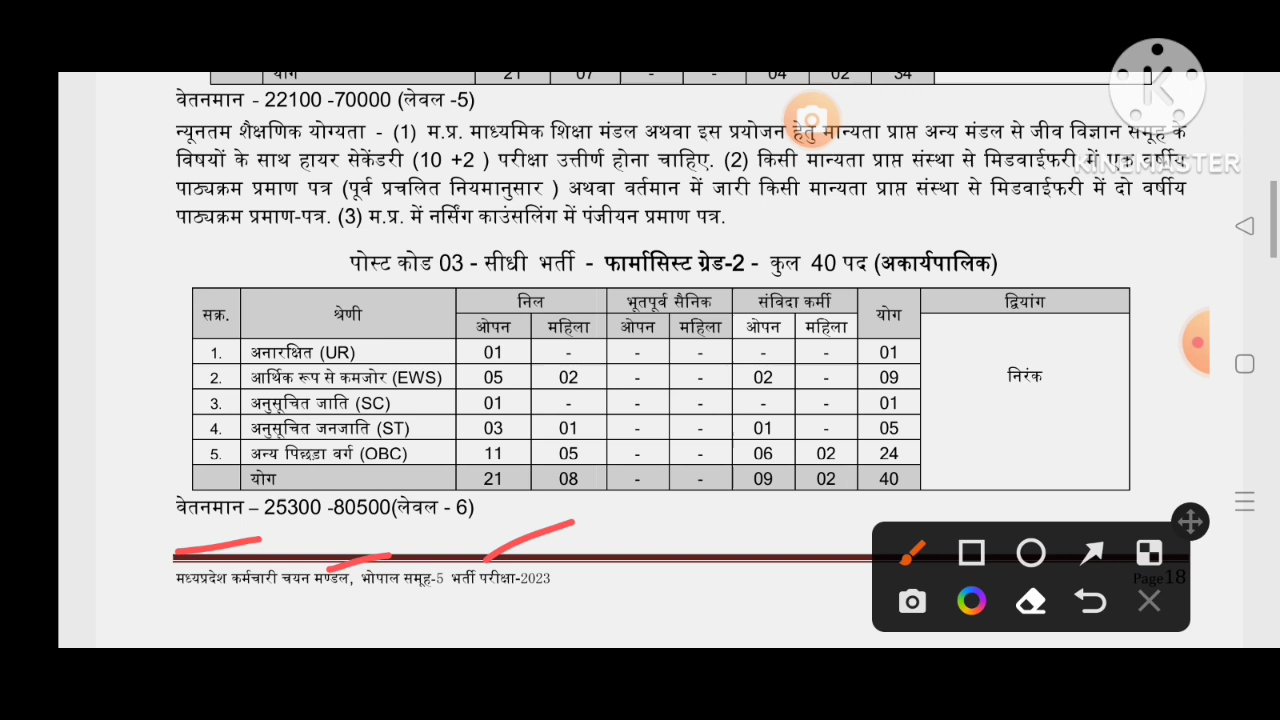 योग 21 07 - - 04 02 34
वेतनमान - 22100 -70000 (लेवल -5)
न्यूनतम शैक्षणिक योग्यता - (1) म.प्र. माध्यमिक शिक्षा मंडल अथवा इस प्रयोजन हेतु मान्यता प्राप्त अन्य मंडल से जीव विज्ञान समूह के
विषयों के साथ हायर सेकेंडरी (10 +2 ) परीक्षा उत्तीर्ण होना चाहिए. (2) किसी मान्यता प्राप्त संस्था से मिडवाईफरी में एक वर्षीय
KINEMASTER
पाठ्यक्रम प्रमाण पत्र (पूर्व प्रचलित नियमानुसार ) अथवा वर्तमान में जारी किसी मान्यता प्राप्त संस्था से मिडवाईफरी में दो वर्षीय
पाठ्यक्रम प्रमाण-पत्र. (3) म.प्र. में नर्सिंग काउंसलिंग में पंजीयन प्रमाण पत्र.
पोस्ट कोड 03 - सीधी भर्ती - फार्मासिस्ट ग्रेड-2 - कुल 40 पद (अकार्यपालिक)
सक्र. श्रेणी निल भूतपूर्व सैनिक संविदा कर्मी योग द्वियांग
ओपन महिला ओपन महिला ओपन महिला
1. अनारक्षित (UR) 01 - - - - - 01
2. आर्थिक रूप से कमजोर (EWS) 05 02 - - 02 - 09 निरंक
3. अनुसूचित जाति (SC) 01 - - - - - 01
4. अनुसूचित जनजाति (ST) 03 01 - - 01 - 05
5. अन्य पिछड़ा वर्ग (OBC) 11 05 - - 06 02 24
योग 21 08 - - 09 02 40
वेतनमान – 25300 -80500(लेवल - 6)
मध्यप्रदेश कर्मचारी चयन मण्डल, भोपाल समूह-5 भर्ती परीक्षा-2023 Page18